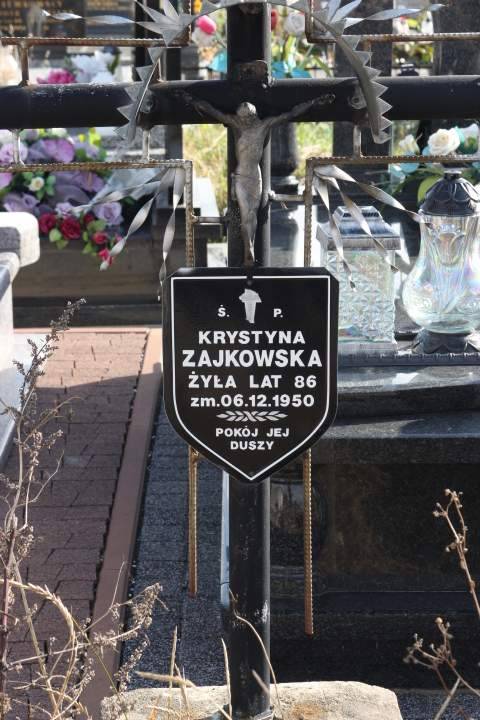 Ś. P.
KRYSTYNA
ZAJKOWSKA
ŻYŁA LAT 86
zm.06.12.1950
POKÓJ JEJ
DUSZY